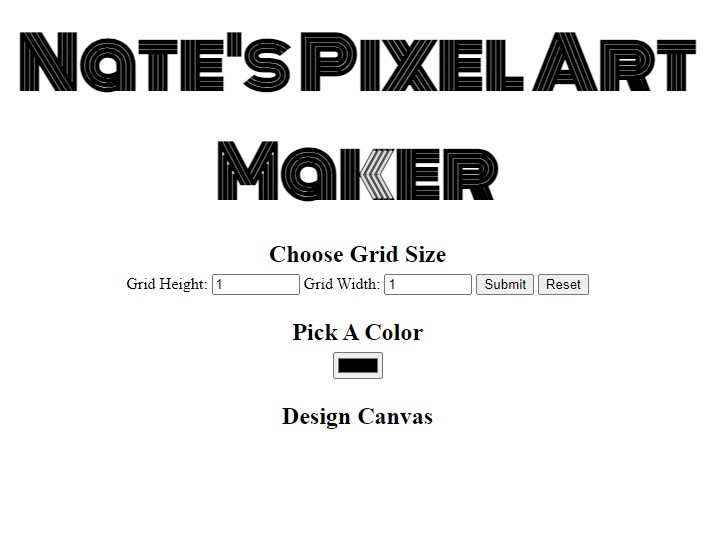 Nate's Pixel Art
Maker
Choose Grid Size
Grid Height: 1 Grid Width: 1 Submit Reset
Pick A Color
Design Canvas